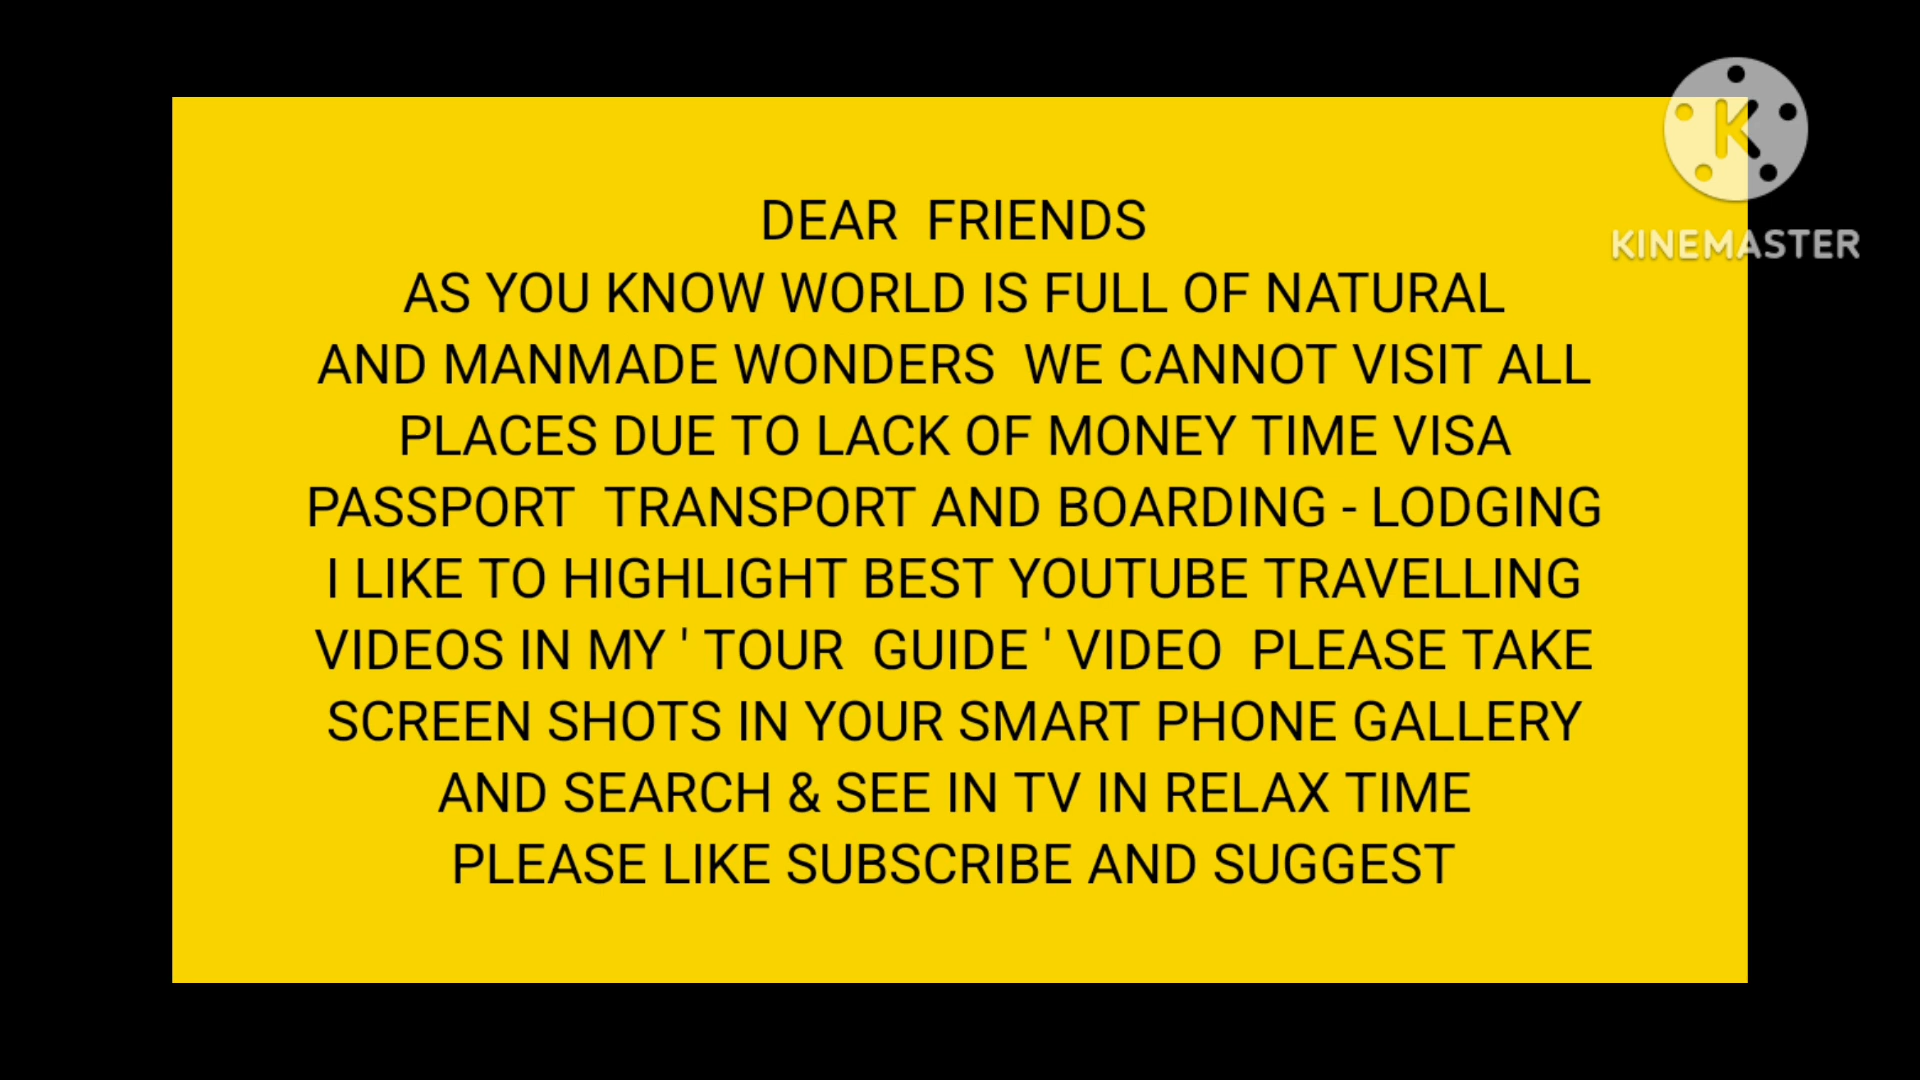 DEAR  FRIENDS
AS YOU KNOW WORLD IS FULL OF NATURAL
AND MANMADE WONDERS  WE CANNOT VISIT ALL
PLACES DUE TO LACK OF MONEY TIME VISA
PASSPORT  TRANSPORT AND BOARDING - LODGING
I LIKE TO HIGHLIGHT BEST YOUTUBE TRAVELLING
VIDEOS IN MY ' TOUR  GUIDE ' VIDEO  PLEASE TAKE
SCREEN SHOTS IN YOUR SMART PHONE GALLERY
AND SEARCH & SEE IN TV IN RELAX TIME
PLEASE LIKE SUBSCRIBE AND SUGGEST
K
KINEMASTER